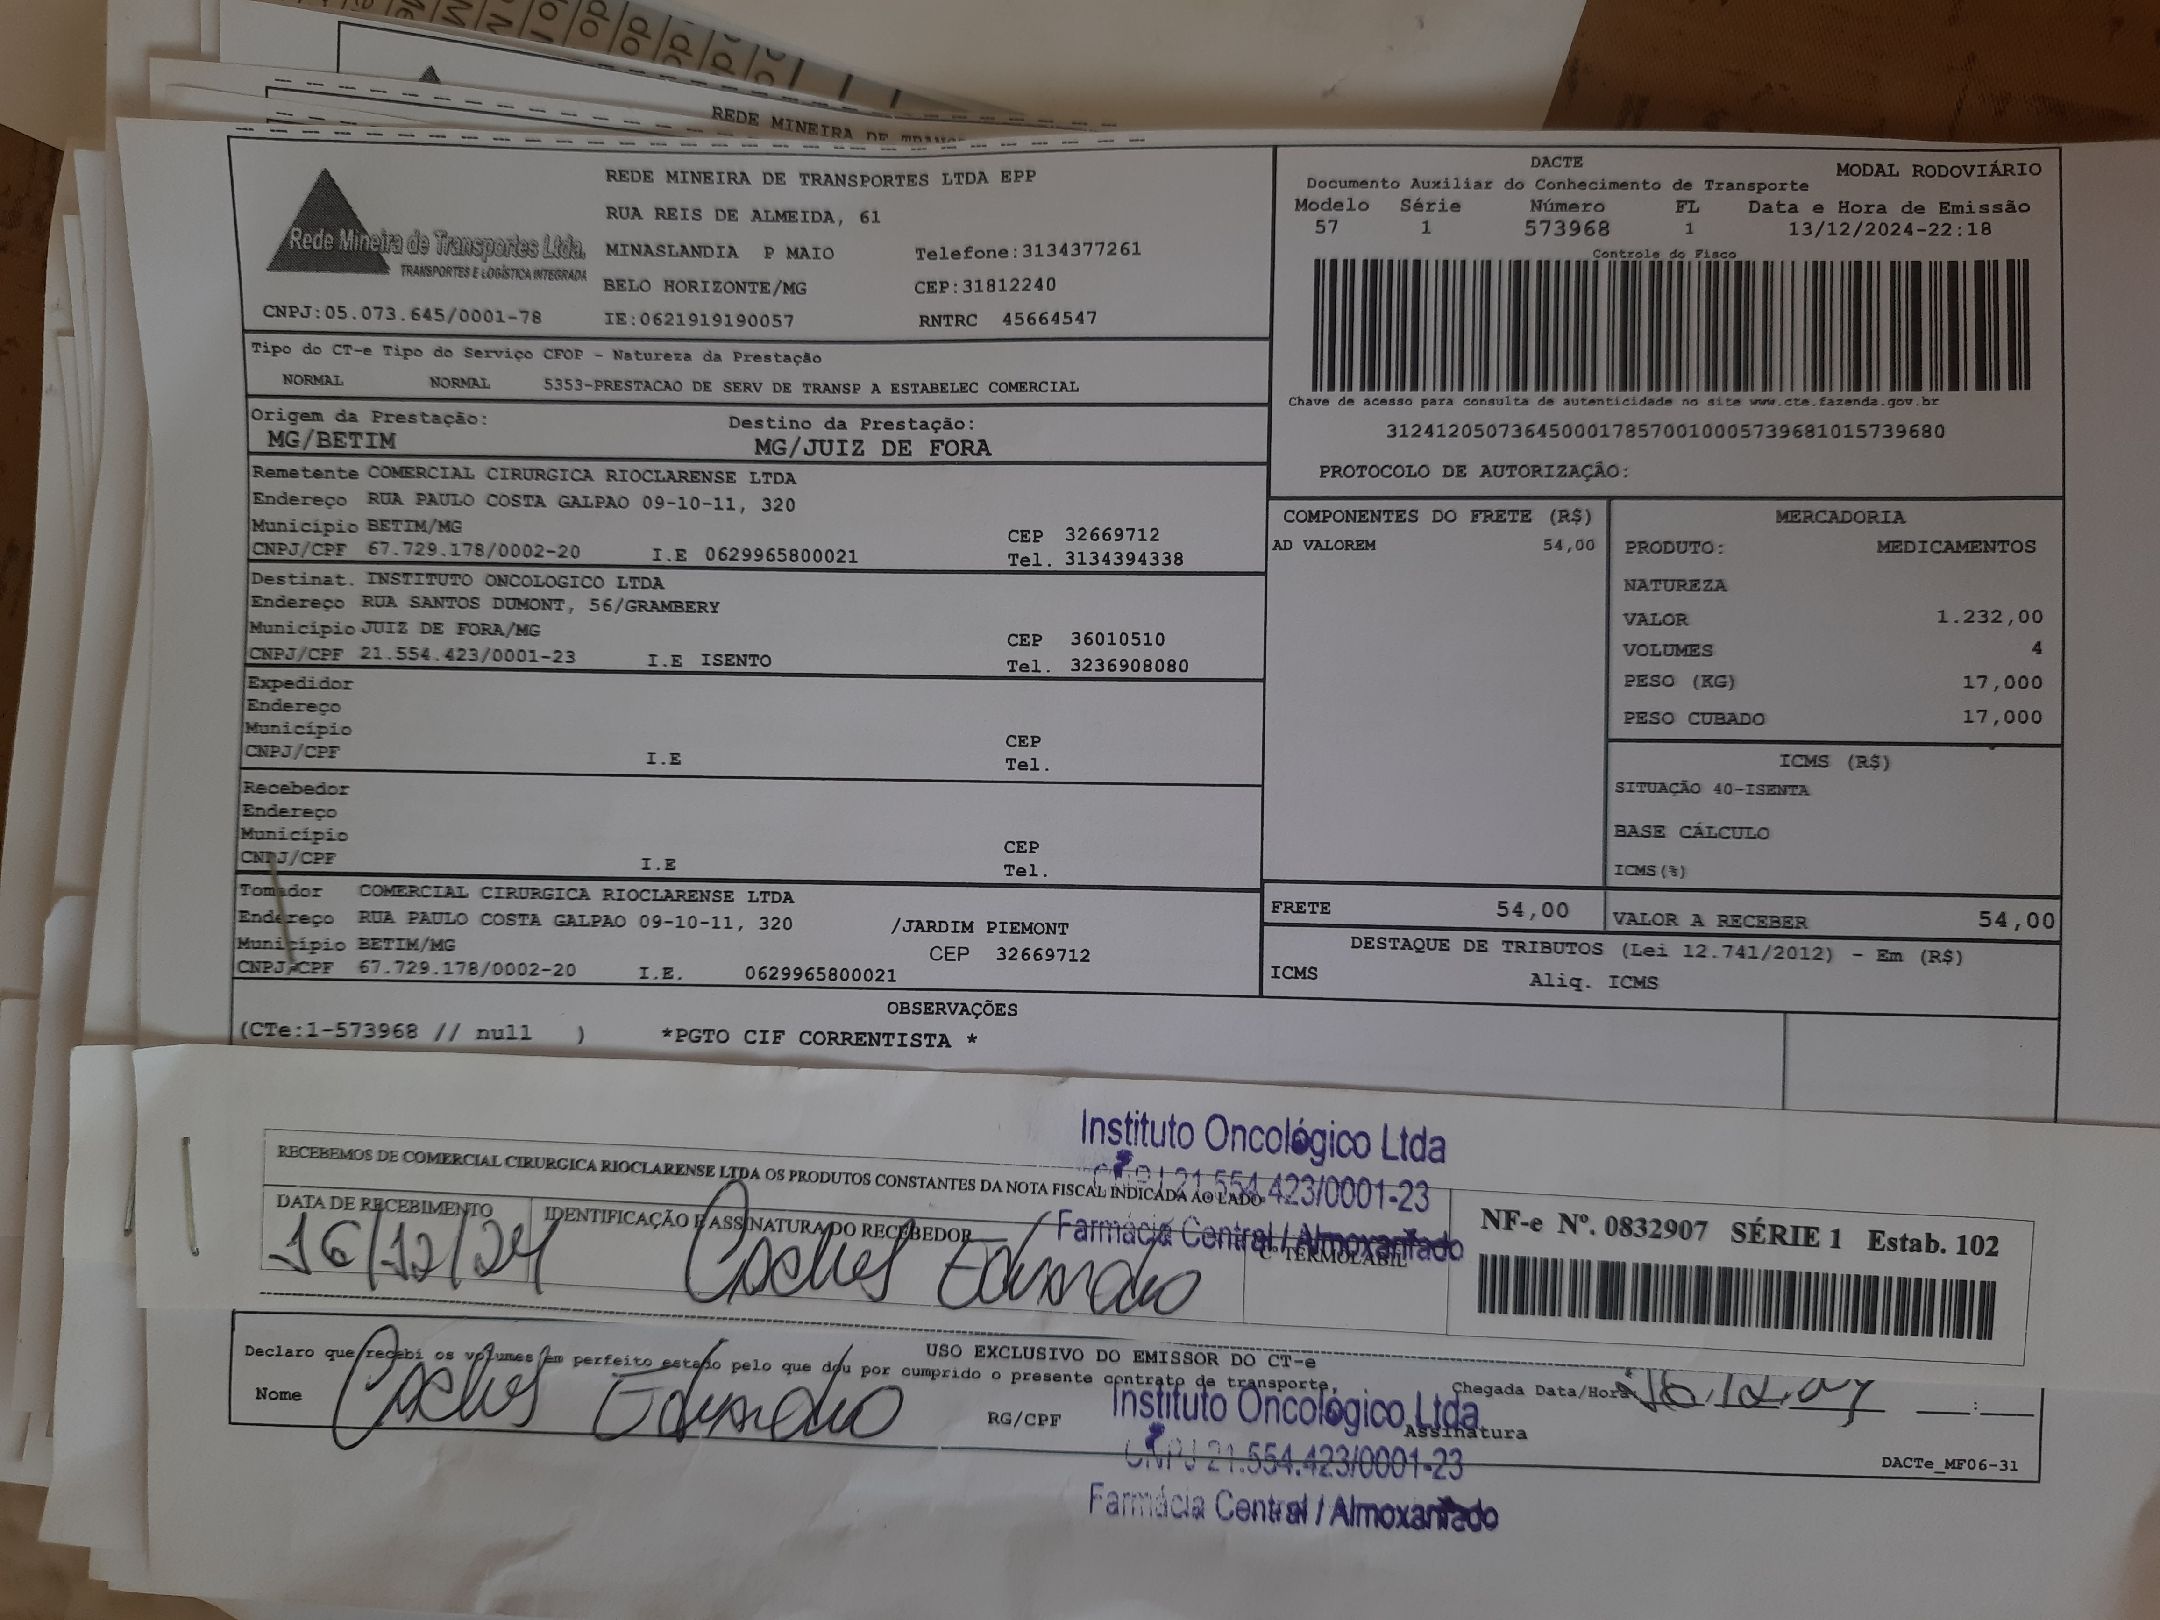 REDE MINEIRA DE
REDE MINEIRA DE TRANSPORTES LTDA EPP
RUA REIS DE ALMEIDA, 61
MINASLANDIA P MAIO Telefone:3134377261
BELO HORIZONTE/MG CEP:31812240
Rede Mineira de Transportes Ltda.
TRANSPORTES E LOGÍSTICA INTEGRADA
CNPJ:05.073.645/0001-78 IE:0621919190057 RNTRC 45664547
DACTE MODAL RODOVIÁRIO
Documento Auxiliar do Conhecimento de Transporte
Modelo Série Número FL Data e Hora de Emissão
57 1 573968 1 13/12/2024-22:18
Controle do Fisco
Chave de acesso para consulta de autenticidade no site www.cte.fazenda.gov.br
31241205073645000178570010005739681015739680
PROTOCOLO DE AUTORIZAÇÃO:
Tipo do CT-e Tipo do Serviço CFOP - Natureza da Prestação
NORMAL NORMAL 5353-PRESTACAO DE SERV DE TRANSP A ESTABELEC COMERCIAL
Origem da Prestação: Destino da Prestação:
MG/BETIM MG/JUIZ DE FORA
Remetente COMERCIAL CIRURGICA RIOCLARENSE LTDA
Endereço RUA PAULO COSTA GALPAO 09-10-11, 320
Município BETIM/MG CEP 32669712
CNPJ/CPF 67.729.178/0002-20 I.E 0629965800021 Tel. 3134394338
Destinat. INSTITUTO ONCOLOGICO LTDA
Endereço RUA SANTOS DUMONT, 56/GRAMBERY
Município JUIZ DE FORA/MG CEP 36010510
CNPJ/CPF 21.554.423/0001-23 I.E ISENTO Tel. 3236908080
Expedidor
Endereço
Município CEP
CNPJ/CPF I.E Tel.
Recebedor
Endereço
Município CEP
CNPJ/CPF I.E Tel.
Tomador COMERCIAL CIRURGICA RIOCLARENSE LTDA
Endereço RUA PAULO COSTA GALPAO 09-10-11, 320 /JARDIM PIEMONT
Município BETIM/MG CEP 32669712
CNPJ/CPF 67.729.178/0002-20 I.E. 0629965800021
COMPONENTES DO FRETE (R$)
AD VALOREM 54,00
MERCADORIA
PRODUTO: MEDICAMENTOS
NATUREZA
VALOR 1.232,00
VOLUMES 4
PESO (KG) 17,000
PESO CUBADO 17,000
ICMS (R$)
SITUAÇÃO 40-ISENTA
BASE CÁLCULO
ICMS(%)
FRETE 54,00 VALOR A RECEBER 54,00
DESTAQUE DE TRIBUTOS (Lei 12.741/2012) - Em (R$)
ICMS Aliq. ICMS
OBSERVAÇÕES
(CTe:1-573968 // null ) *PGTO CIF CORRENTISTA *
Instituto Oncológico Ltda
CNPJ 21.554.423/0001-23
Farmácia Central / Almoxarifado
RECEBEMOS DE COMERCIAL CIRURGICA RIOCLARENSE LTDA OS PRODUTOS CONSTANTES DA NOTA FISCAL INDICADA AO LADO
DATA DE RECEBIMENTO IDENTIFICAÇÃO E ASSINATURA DO RECEBEDOR
16/12/24 Eduardo
C° TERMOLABIL
NF-e Nº. 0832907 SÉRIE 1 Estab. 102
USO EXCLUSIVO DO EMISSOR DO CT-e
Declaro que recebi os volumes em perfeito estado pelo que dou por cumprido o presente contrato de transporte.
Nome Eduardo RG/CPF Assinatura
Chegada Data/Hora 16.12.24 __:__
Instituto Oncológico Ltda
CNPJ 21.554.423/0001-23
Farmácia Central / Almoxarifado
DACTe_MF06-31